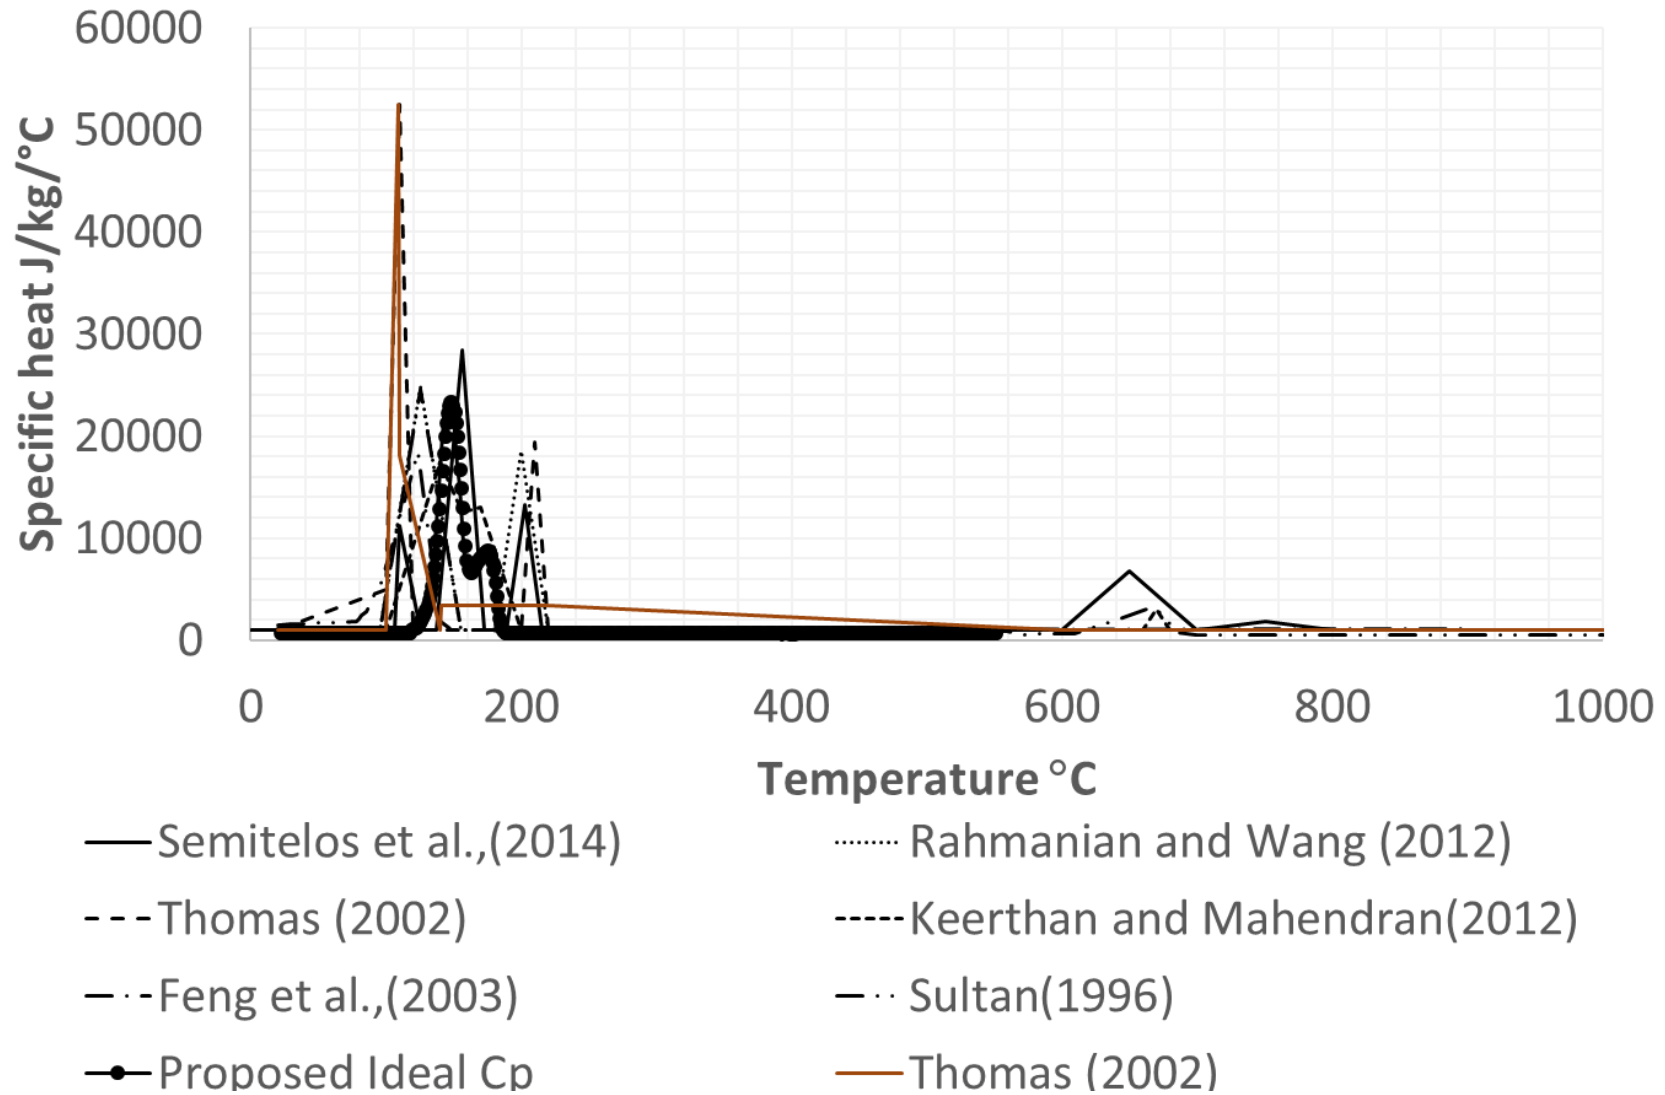 60000
50000
40000
30000
20000
10000
0
Specific heat J/kg/°C
0 200 400 600 800 1000
Temperature °C
Semitelos et al.,(2014) Rahmanian and Wang (2012)
Thomas (2002) Keerthan and Mahendran(2012)
Feng et al.,(2003) Sultan(1996)
Proposed Ideal Cp Thomas (2002)